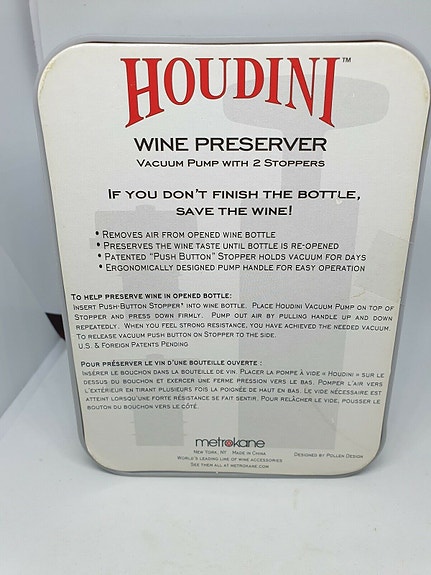 HOUDINI™
WINE PRESERVER
VACUUM PUMP WITH 2 STOPPERS
IF YOU DON'T FINISH THE BOTTLE,
SAVE THE WINE!
• REMOVES AIR FROM OPENED WINE BOTTLE
• PRESERVES THE WINE TASTE UNTIL BOTTLE IS RE-OPENED
• PATENTED "PUSH BUTTON" STOPPER HOLDS VACUUM FOR DAYS
• ERGONOMICALLY DESIGNED PUMP HANDLE FOR EASY OPERATION
TO HELP PRESERVE WINE IN OPENED BOTTLE:
INSERT PUSH-BUTTON STOPPER' INTO WINE BOTTLE. PLACE HOUDINI VACUUM PUMP ON TOP OF
STOPPER AND PRESS DOWN FIRMLY. PUMP OUT AIR BY PULLING HANDLE UP AND DOWN
REPEATEDLY. WHEN YOU FEEL STRONG RESISTANCE, YOU HAVE ACHIEVED THE NEEDED VACUUM.
TO RELEASE VACUUM PUSH BUTTON ON STOPPER TO THE SIDE.
U.S. & FOREIGN PATENTS PENDING
POUR PRÉSERVER LE VIN D'UNE BOUTEILLE OUVERTE :
INSÉRER LE BOUCHON DANS LA BOUTEILLE DE VIN. PLACER LA POMPE À VIDE « HOUDINI » SUR LE
DESSUS DU BOUCHON ET EXERCER UNE FERME PRESSION VERS LE BAS. POMPER L'AIR VERS
L'EXTÉRIEUR EN TIRANT PLUSIEURS FOIS LA POIGNÉE DE HAUT EN BAS. LE VIDE NÉCESSAIRE EST
ATTEINT LORSQU'UNE FORTE RÉSISTANCE SE FAIT SENTIR. POUR RELÂCHER LE VIDE, POUSSER LE
BOUTON DU BOUCHON VERS LE CÔTÉ.
metrokane
NEW YORK, NY MADE IN CHINA
WORLD'S LEADING LINE OF WINE ACCESSORIES
SEE THEM ALL AT METROKANE.COM
DESIGNED BY POLLEN DESIGN